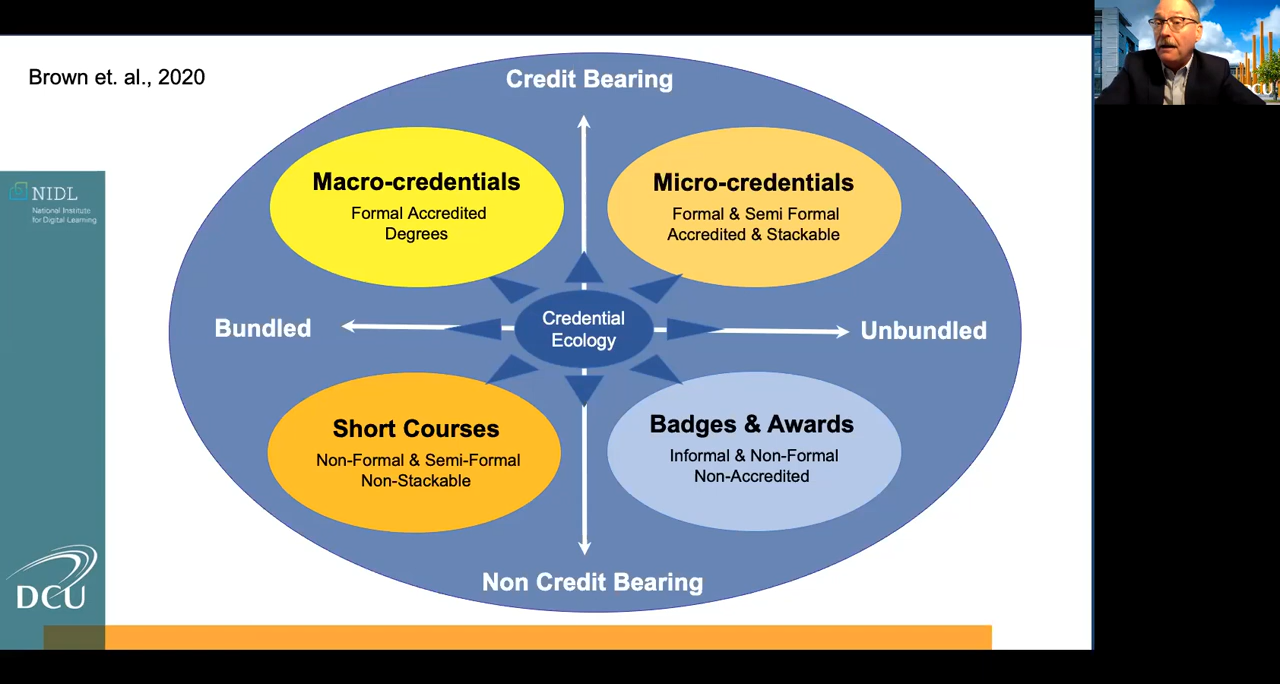 Brown et. al., 2020
Credit Bearing
Macro-credentials
Formal Accredited
Degrees
Micro-credentials
Formal & Semi Formal
Accredited & Stackable
NIDL
National Institute
for Digital Learning
Bundled
Credential
Ecology
Unbundled
Short Courses
Non-Formal & Semi-Formal
Non-Stackable
Badges & Awards
Informal & Non-Formal
Non-Accredited
Non Credit Bearing
DCU